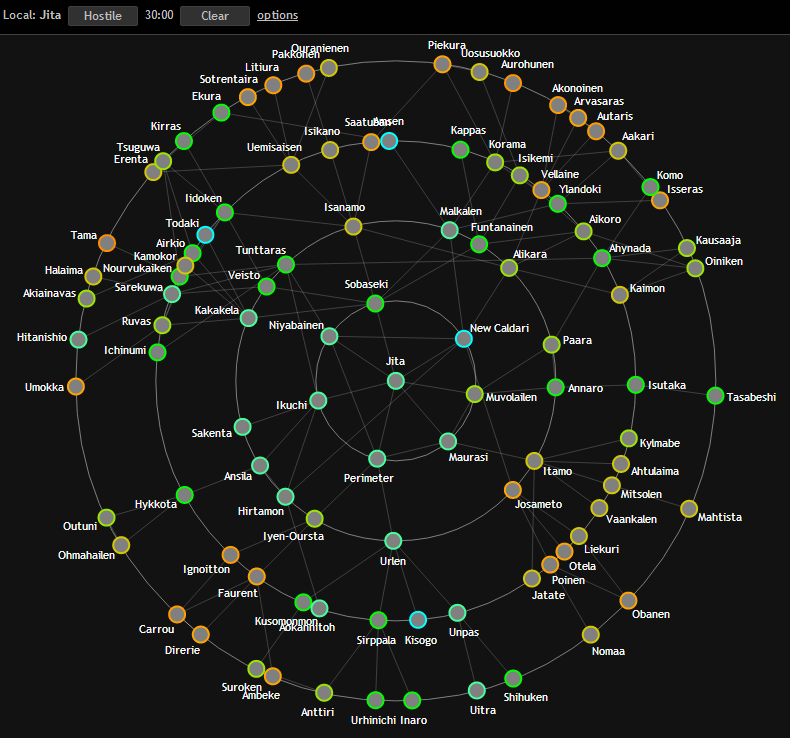 Local: Jita Hostile 30:00 Clear options
Ouranienen
Piekura
Pakkonen
Uosusuokko
Litiura
Aurohunen
Sotrentaira
Akonoinen
Ekura
Arvasaras
Kirras
Isikano
Saatuban
Amsen
Kappas
Autaris
Tsuguwa
Uemisaisen
Korama
Aakari
Erenta
Isikemi
Vellaine
Komo
Iidoken
Ylandoki
Isseras
Isanamo
Malkalen
Todaki
Funtanainen
Aikoro
Tama
Airkio
Tunttaras
Alikara
Ahynada
Kausaaja
Kamokor
Oiniken
Halaima
Nourvukaiken
Veisto
Sarekuwa
Sobaseki
Kaimon
Akiainavas
Kakakela
Ruvas
Niyabainen
New Caldari
Hitanishio
Paara
Ichinumi
Jita
Umokka
Annaro
Isutaka
Muvolailen
Tasabeshi
Ikuchi
Sakenta
Maurasi
Kylmabe
Ansila
Perimeter
Itamo
Ahtulaima
Hykkota
Mitsolen
Hirtamon
Josameto
Outuni
Vaankalen
Mahtista
Iyen-Oursta
Ohmahailen
Liekuri
Urlen
Ignoitton
Otela
Poinen
Faurent
Jatate
Obanen
Kusomonmon
Aokannitoh
Carrou
Sirppala
Kisogo
Unpas
Direrie
Nomaa
Suroken
Ambeke
Shihuken
Anttiri
Urhinichi
Inaro
Uitra